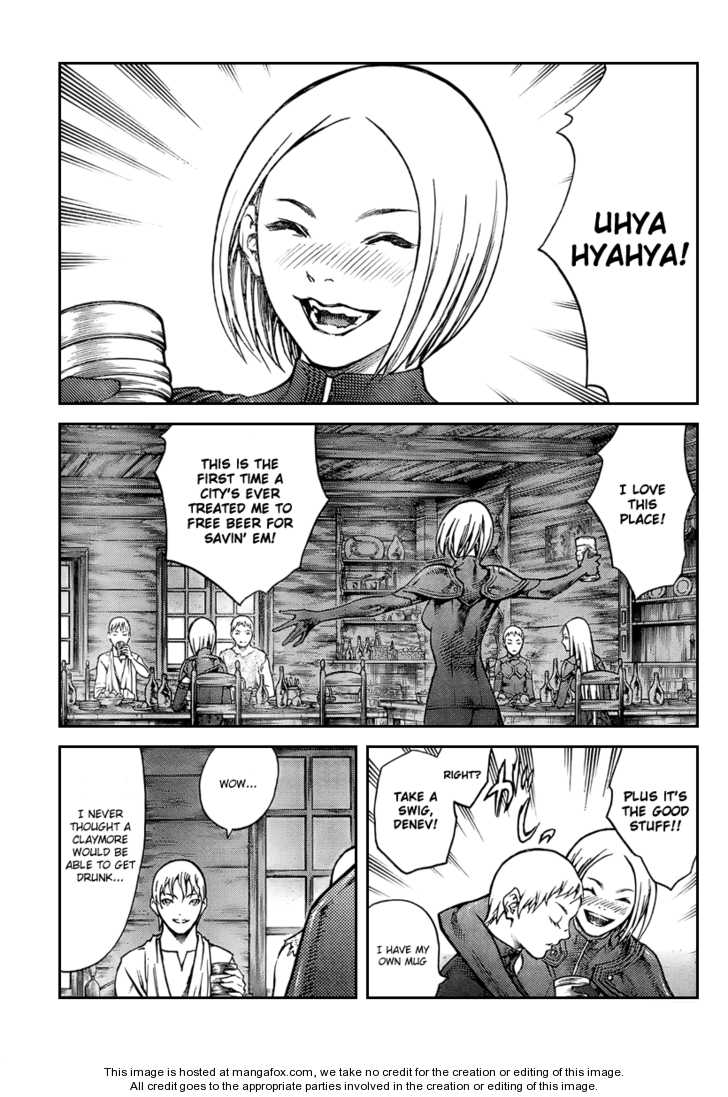 UHYA
HYAHYA!
I LOVE
THIS
PLACE!
THIS IS THE
FIRST TIME A
CITY'S EVER
TREATED ME TO
FREE BEER FOR
SAVIN' EM!
PLUS IT'S
THE GOOD
STUFF!!
RIGHT?
TAKE A
SWIG,
DENEV!
I HAVE MY
OWN MUG
WOW...
I NEVER
THOUGHT A
CLAYMORE
WOULD BE
ABLE TO GET
DRUNK...
This image is hosted at mangafox.com, we take no credit for the creation or editing of this image.
All credit goes to the appropriate parties involved in the creation or editing of this image.